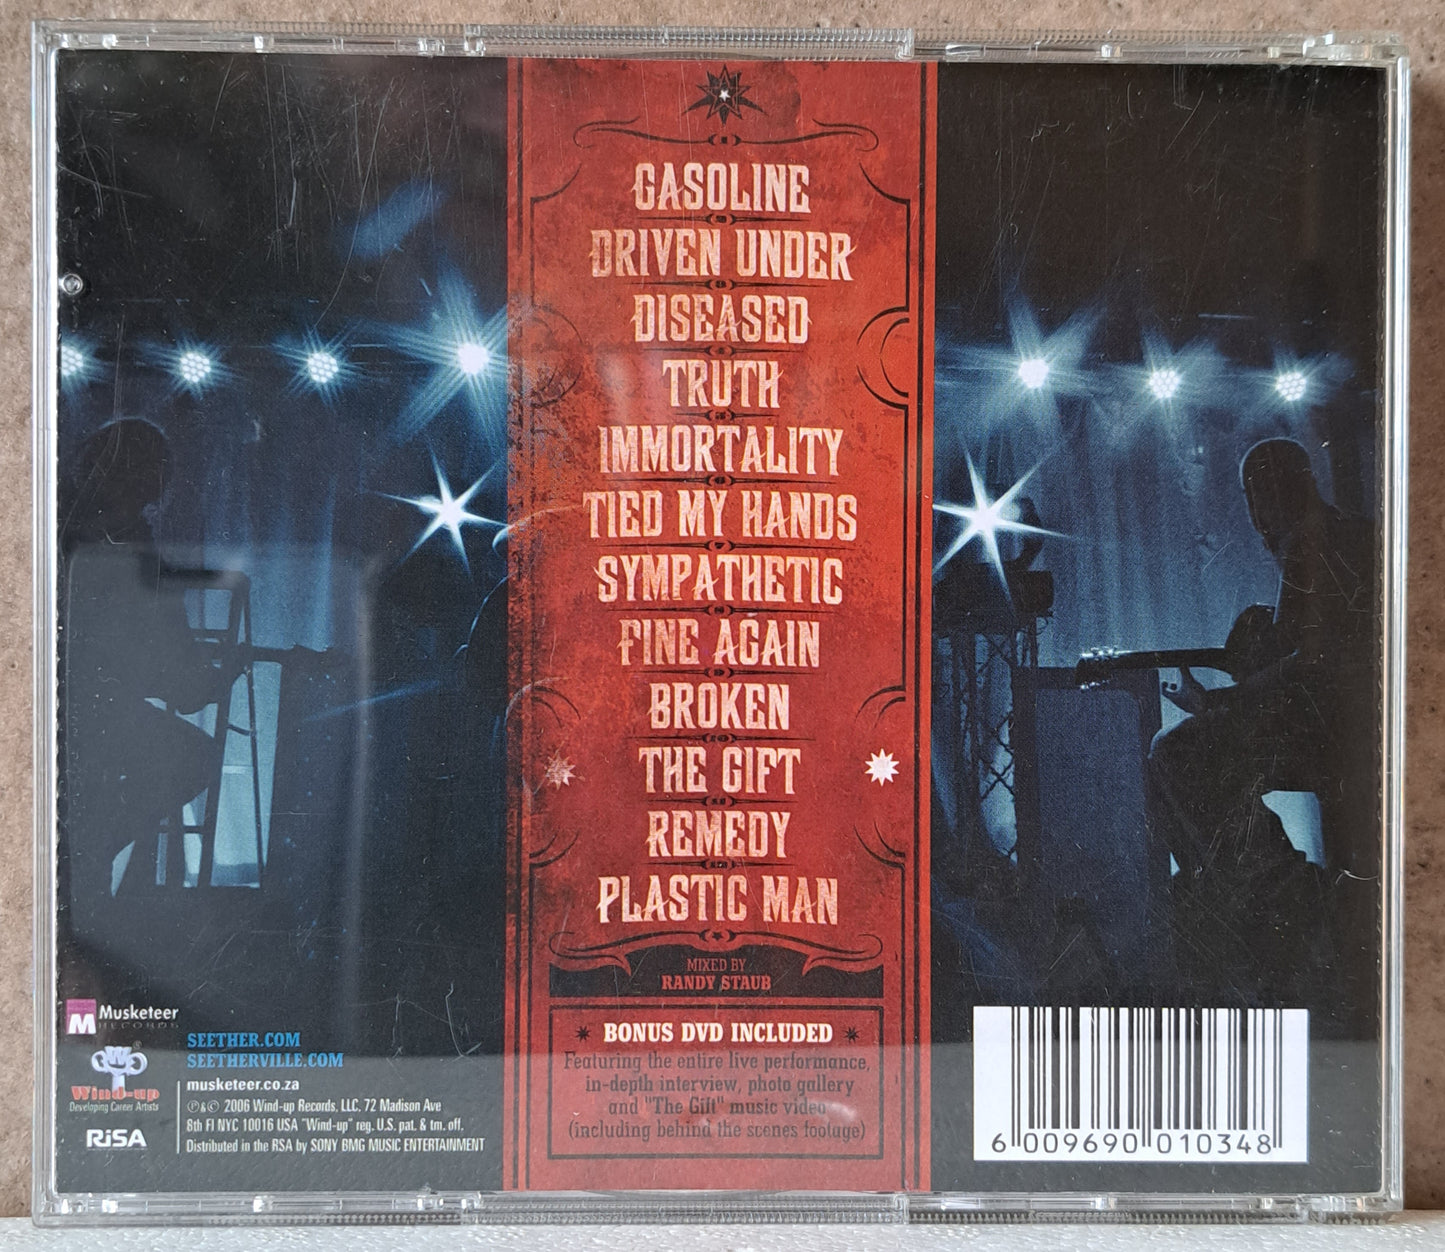 GASOLINE
DRIVEN UNDER
DISEASED
TRUTH
IMMORTALITY
TIED MY HANDS
SYMPATHETIC
FINE AGAIN
BROKEN
THE GIFT
REMEDY
PLASTIC MAN
MIXED BY
RANDY STAUB
BONUS DVD INCLUDED
Featuring the entire live performance,
in-depth interview, photo gallery
and "The Gift" music video
(including behind the scenes footage)
M Musketeer
RECORDS
SEETHER.COM
SEETHERVILLE.COM
Wind-up
Developing Career Artists
RiSA
musketeer.co.za
℗ & © 2006 Wind-up Records, LLC, 72 Madison Ave
8th Fl NYC 10016 USA "Wind-up" reg. U.S. pat. & tm. off.
Distributed in the RSA by SONY BMG MUSIC ENTERTAINMENT
6 009690 010348